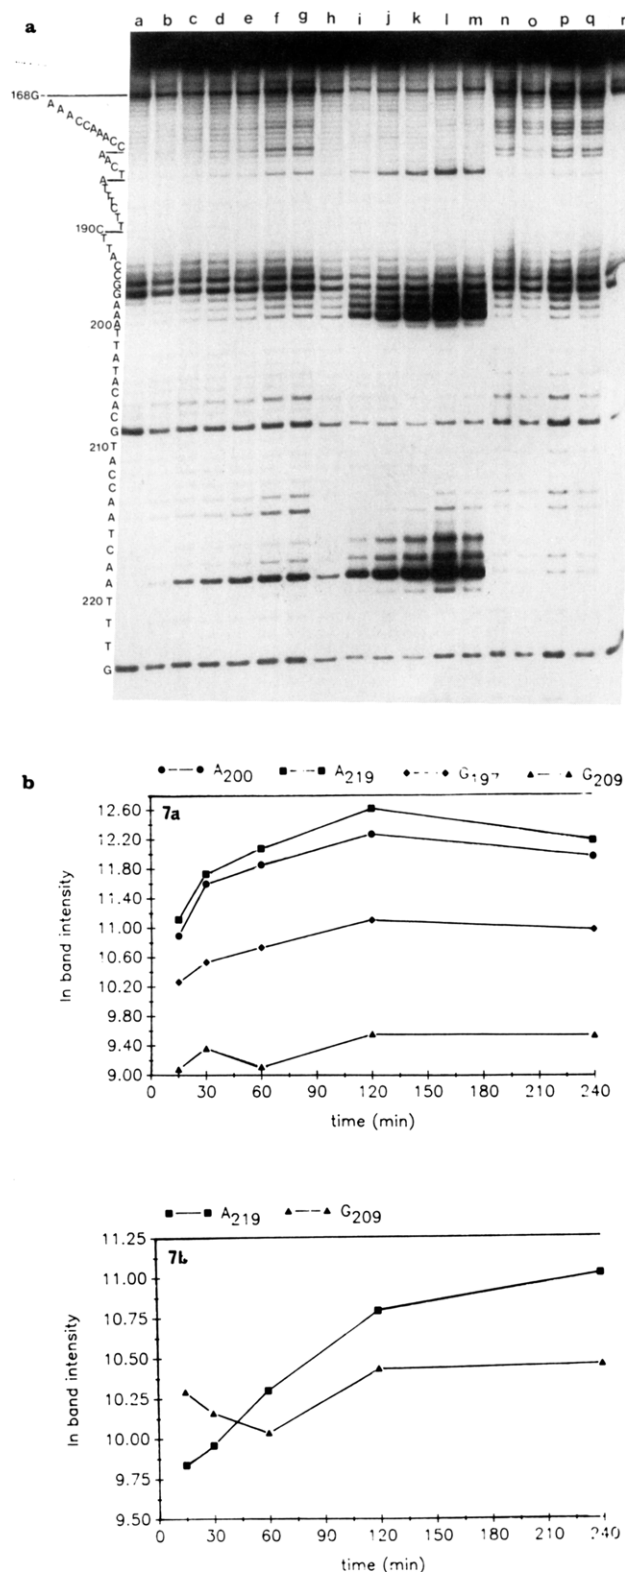 a
a b c d e f g h i j k l m n o p q r
168G
A
A
A
C
C
A
A
A
C
C
A
A
C
T
A
T
T
T
C
T
T
190C
T
T
A
C
C
G
G
A
A
200A
T
T
A
T
A
C
A
C
G
210T
A
C
C
A
A
T
C
A
A
220T
T
T
G
b
A200 A219 G197 G209
7a
12.60
12.20
11.80
11.40
11.00
10.60
10.20
9.80
9.40
9.00
ln band intensity
0 30 60 90 120 150 180 210 240
time (min)
A219 G209
7b
11.25
11.00
10.75
10.50
10.25
10.00
9.75
9.50
ln band intensity
0 30 60 90 120 150 180 210 240
time (min)